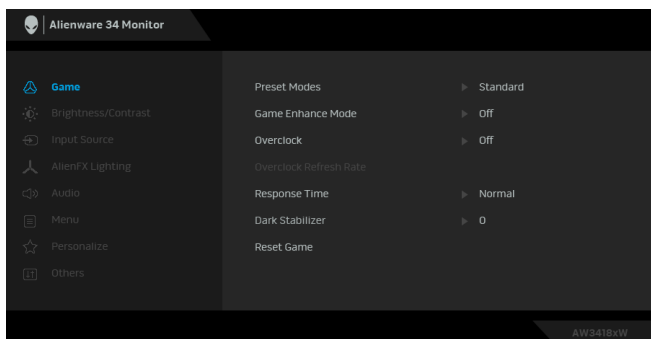 Alienware 34 Monitor
Game
Preset Modes Standard
Brightness/Contrast
Game Enhance Mode Off
Input Source
Overclock Off
AlienFX Lighting
Overclock Refresh Rate
Audio
Response Time Normal
Menu
Dark Stabilizer 0
Personalize
Reset Game
Others
AW3418xW